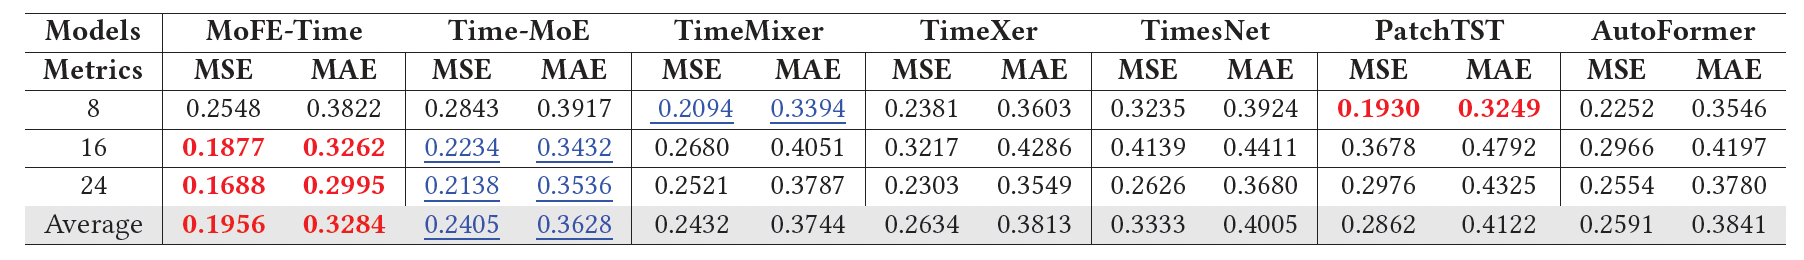 Models MoFE-Time Time-MoE TimeMixer TimeXer TimesNet PatchTST AutoFormer
Metrics MSE MAE MSE MAE MSE MAE MSE MAE MSE MAE MSE MAE MSE MAE
8 0.2548 0.3822 0.2843 0.3917 0.2094 0.3394 0.2381 0.3603 0.3235 0.3924 0.1930 0.3249 0.2252 0.3546
16 0.1877 0.3262 0.2234 0.3432 0.2680 0.4051 0.3217 0.4286 0.4139 0.4411 0.3678 0.4792 0.2966 0.4197
24 0.1688 0.2995 0.2138 0.3536 0.2521 0.3787 0.2303 0.3549 0.2626 0.3680 0.2976 0.4325 0.2554 0.3780
Average 0.1956 0.3284 0.2405 0.3628 0.2432 0.3744 0.2634 0.3813 0.3333 0.4005 0.2862 0.4122 0.2591 0.3841